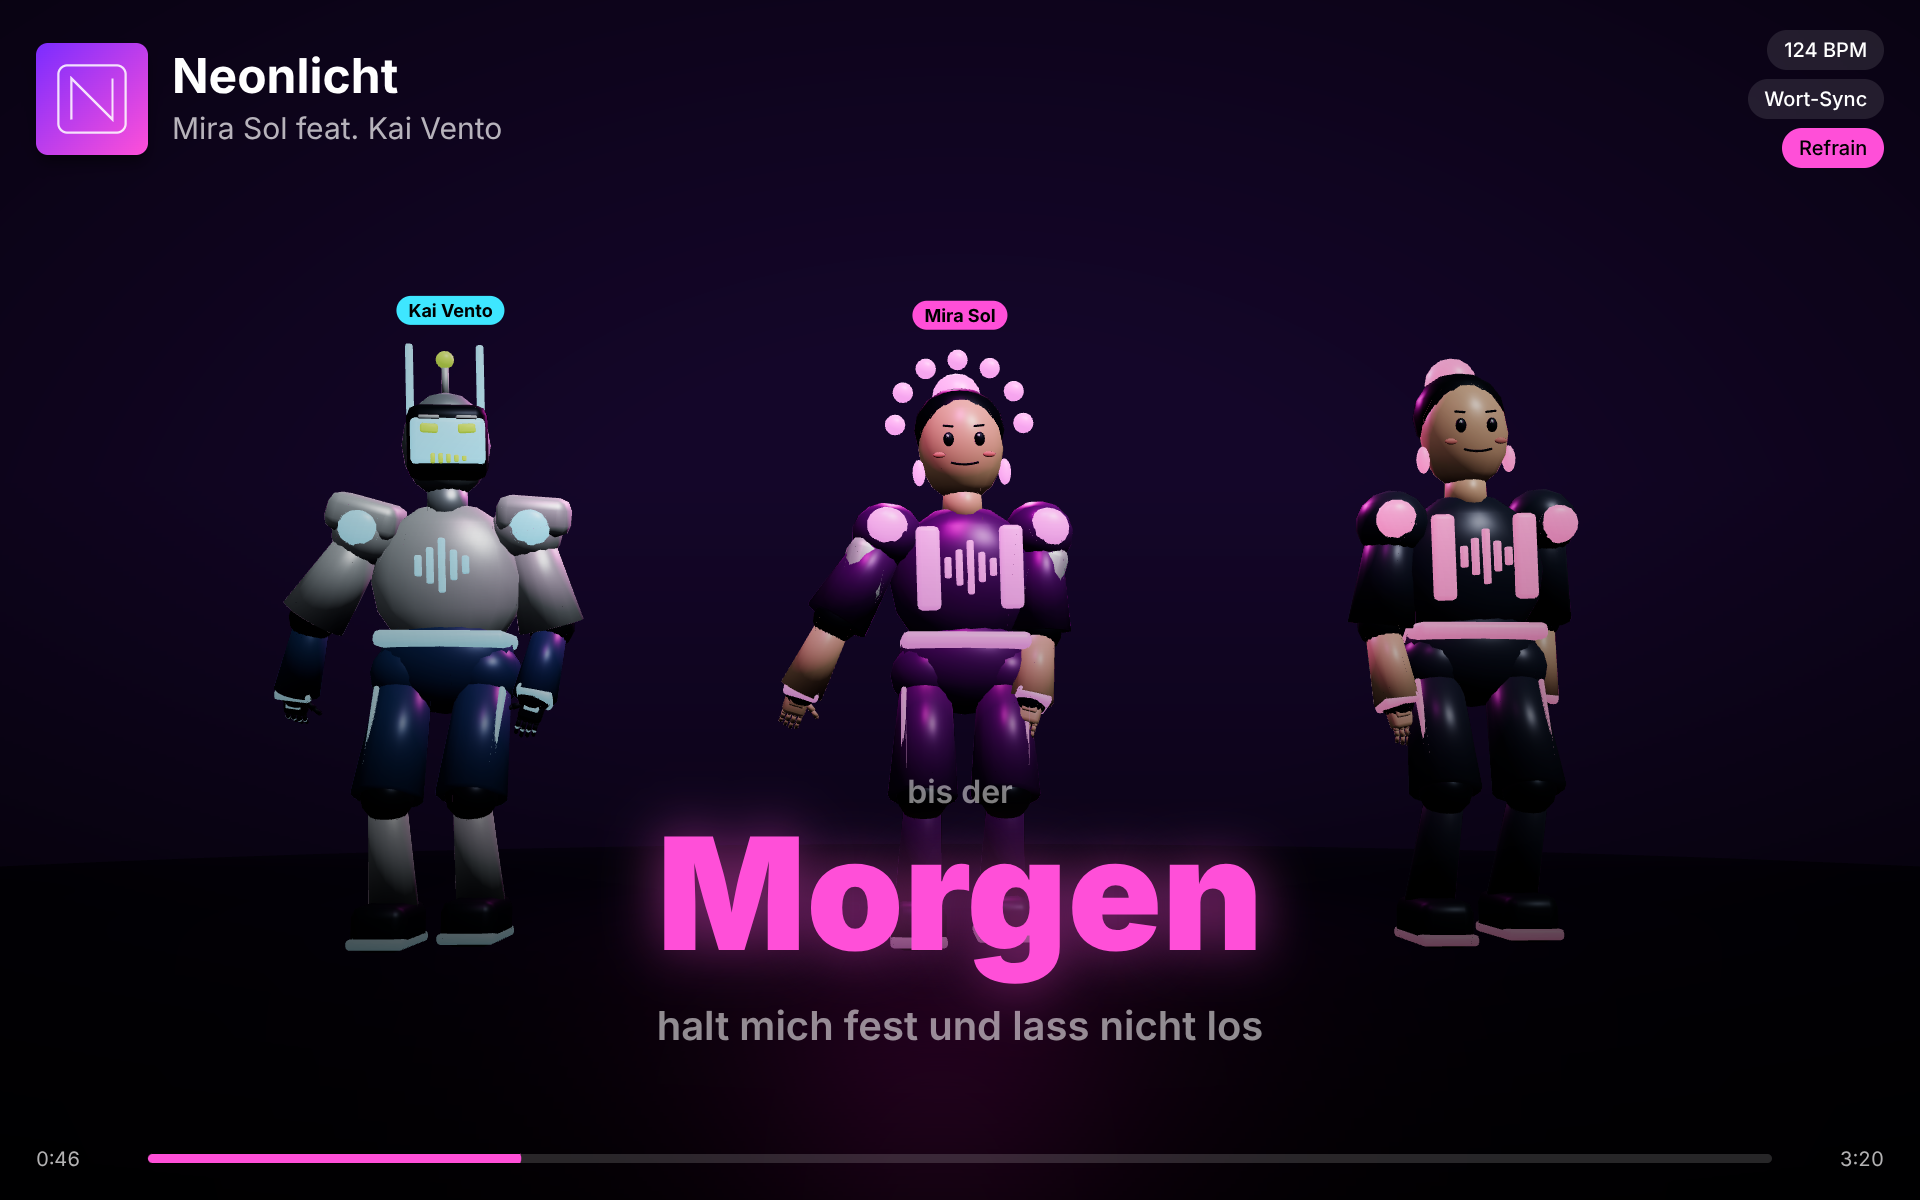 N
Neonlicht
Mira Sol feat. Kai Vento
124 BPM
Wort-Sync
Refrain
Kai Vento
Mira Sol
bis der
Morgen
halt mich fest und lass nicht los
0:46
3:20